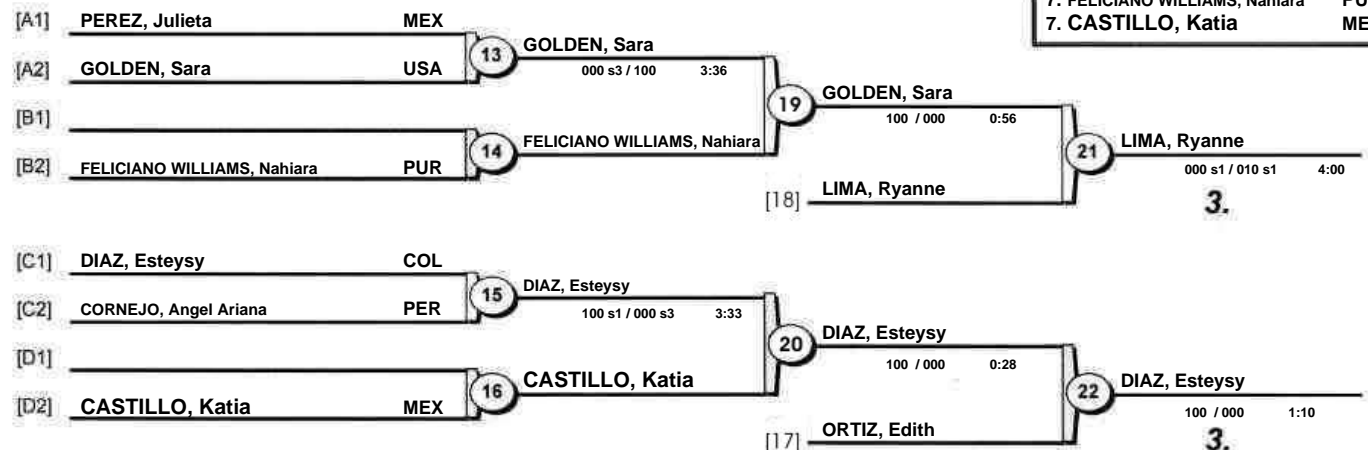 7. FELICIANO WILLIAMS, Nahiara
7. CASTILLO, Katia
[A1] PEREZ, Julieta MEX
13 GOLDEN, Sara
000 s3 / 100 3:36
[A2] GOLDEN, Sara USA
19 GOLDEN, Sara
100 / 000 0:56
[B1]
14 FELICIANO WILLIAMS, Nahiara
[B2] FELICIANO WILLIAMS, Nahiara PUR
21 LIMA, Ryanne
000 s1 / 010 s1 4:00
[18] LIMA, Ryanne
3.
[C1] DIAZ, Esteysy COL
15 DIAZ, Esteysy
100 s1 / 000 s3 3:33
[C2] CORNEJO, Angel Ariana PER
20 DIAZ, Esteysy
100 / 000 0:28
[D1]
16 CASTILLO, Katia
[D2] CASTILLO, Katia MEX
22 DIAZ, Esteysy
100 / 000 1:10
[17] ORTIZ, Edith
3.